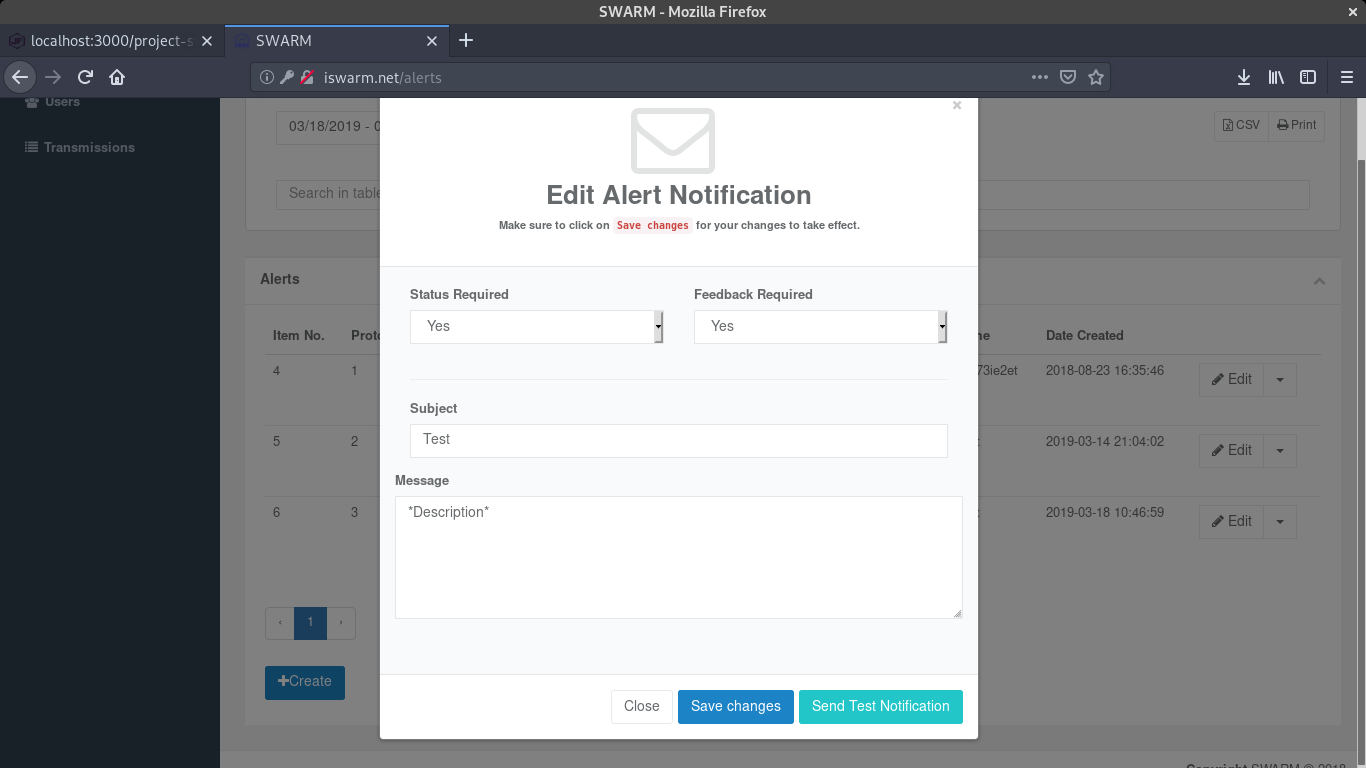 SWARM - Mozilla Firefox
localhost:3000/project-s
SWARM
iswarm.net/alerts
Users
Transmissions
03/18/2019 - 0
CSV
Print
Search in table
Edit Alert Notification
Make sure to click on Save changes for your changes to take effect.
Alerts
Status Required Feedback Required
Yes Yes
Item No. Proto ne Date Created
4 1 73ie2et 2018-08-23 16:35:46 Edit
Subject
Test
5 2 2019-03-14 21:04:02 Edit
Message
*Description*
6 3 2019-03-18 10:46:59 Edit
‹ 1 ›
Create
Close Save changes Send Test Notification
Copyright SWARM © 2018